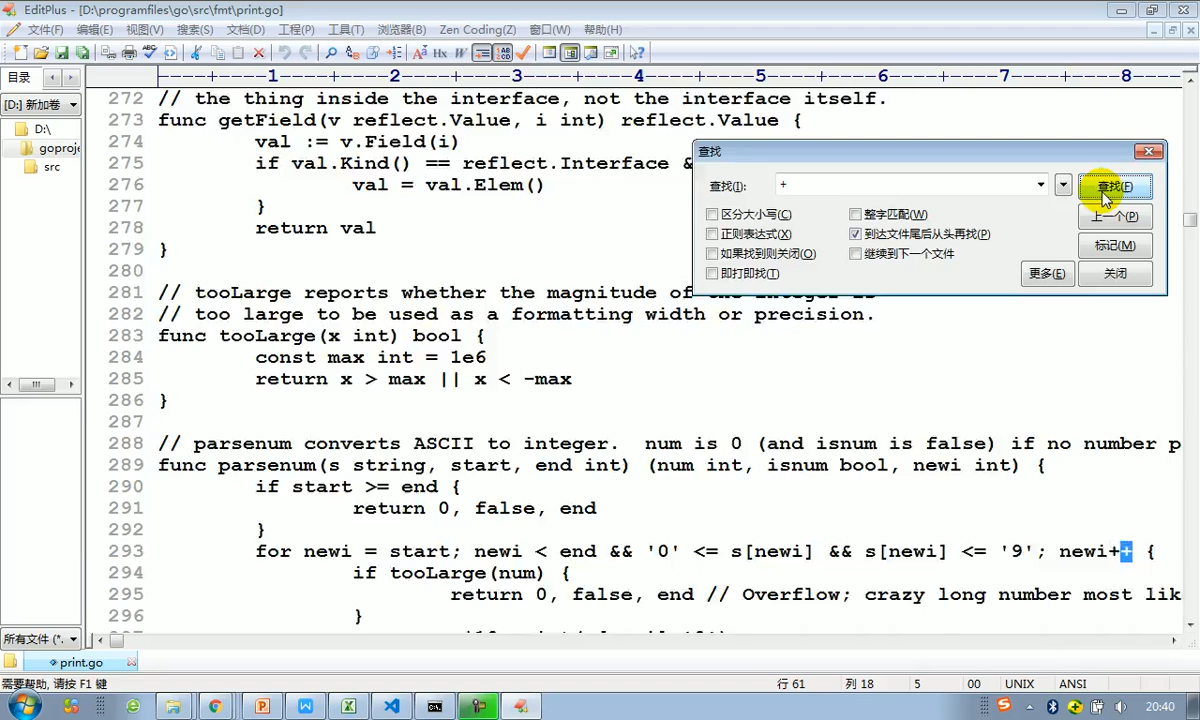 EditPlus - [D:\programfiles\go\src\fmt\print.go]
文件(F) 编辑(E) 视图(V) 搜索(S) 文档(D) 工程(P) 工具(T) 浏览器(B) Zen Coding(Z) 窗口(W) 帮助(H)
目录
[D:] 新加卷
D:\
goproje
src
所有文件 (*.
----+----1----+----2----+----3----+----4----+----5----+----6----+----7----+----8----
272 // the thing inside the interface, not the interface itself.
273 func getField(v reflect.Value, i int) reflect.Value {
274 val := v.Field(i)
275 if val.Kind() == reflect.Interface &
276 val = val.Elem()
277 }
278 return val
279 }
280
281 // tooLarge reports whether the magnitude of the integer is
282 // too large to be used as a formatting width or precision.
283 func tooLarge(x int) bool {
284 const max int = 1e6
285 return x > max || x < -max
286 }
287
288 // parsenum converts ASCII to integer.  num is 0 (and isnum is false) if no number p
289 func parsenum(s string, start, end int) (num int, isnum bool, newi int) {
290 if start >= end {
291 return 0, false, end
292 }
293 for newi = start; newi < end && '0' <= s[newi] && s[newi] <= '9'; newi++ {
294 if tooLarge(num) {
295 return 0, false, end // Overflow; crazy long number most lik
296 }
查找
查找(I): +
查找(F)
区分大小写(C) 整字匹配(W)
上一个(P)
正则表达式(X) 到达文件尾后从头再找(P)
标记(M)
如果找到则关闭(O) 继续到下一个文件
即打即找(T)
更多(E) 关闭
print.go
需要帮助, 请按 F1 键 行 61 列 18 5 00 UNIX ANSI
20:40